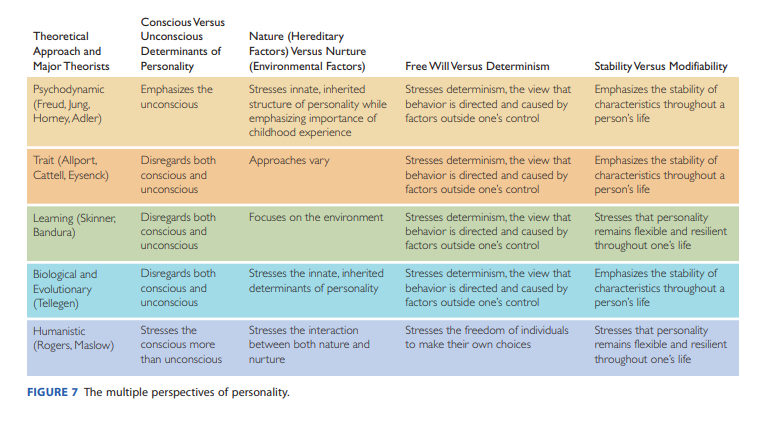 Theoretical
Approach and
Major Theorists
Conscious Versus
Unconscious
Determinants of
Personality
Nature (Hereditary
Factors) Versus Nurture
(Environmental Factors)
Free Will Versus Determinism
Stability Versus Modifiability
Psychodynamic
(Freud, Jung,
Horney, Adler)
Emphasizes the
unconscious
Stresses innate, inherited
structure of personality while
emphasizing importance of
childhood experience
Stresses determinism, the view that
behavior is directed and caused by
factors outside one's control
Emphasizes the stability of
characteristics throughout a
person's life
Trait (Allport,
Cattell, Eysenck)
Disregards both
conscious and
unconscious
Approaches vary
Stresses determinism, the view that
behavior is directed and caused by
factors outside one's control
Emphasizes the stability of
characteristics throughout a
person's life
Learning (Skinner,
Bandura)
Disregards both
conscious and
unconscious
Focuses on the environment
Stresses determinism, the view that
behavior is directed and caused by
factors outside one's control
Stresses that personality
remains flexible and resilient
throughout one's life
Biological and
Evolutionary
(Tellegen)
Disregards both
conscious and
unconscious
Stresses the innate, inherited
determinants of personality
Stresses determinism, the view that
behavior is directed and caused by
factors outside one's control
Emphasizes the stability of
characteristics throughout a
person's life
Humanistic
(Rogers, Maslow)
Stresses the
conscious more
than unconscious
Stresses the interaction
between both nature and
nurture
Stresses the freedom of individuals
to make their own choices
Stresses that personality
remains flexible and resilient
throughout one's life
FIGURE 7 The multiple perspectives of personality.